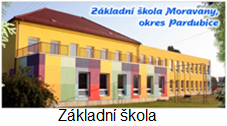 Základní škola Moravany,
okres Pardubice
Základní škola